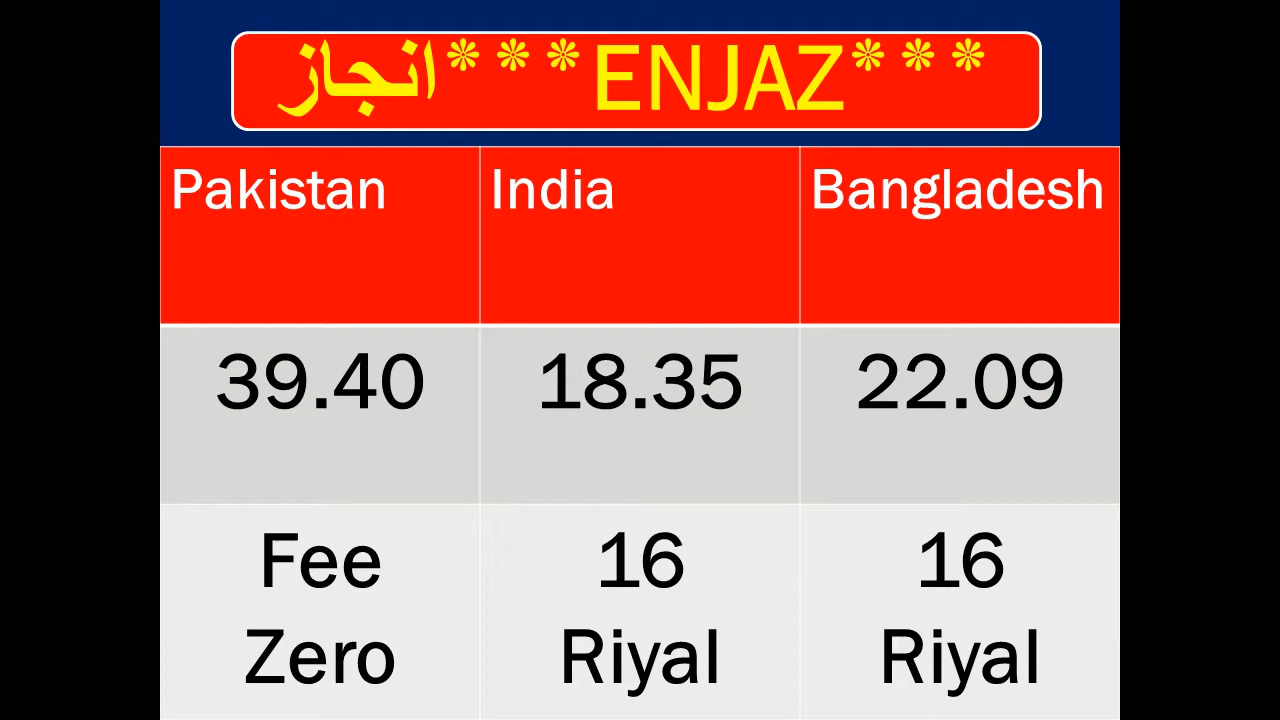 انجاز***ENJAZ***
Pakistan India Bangladesh
39.40 18.35 22.09
Fee 16 16
Zero Riyal Riyal